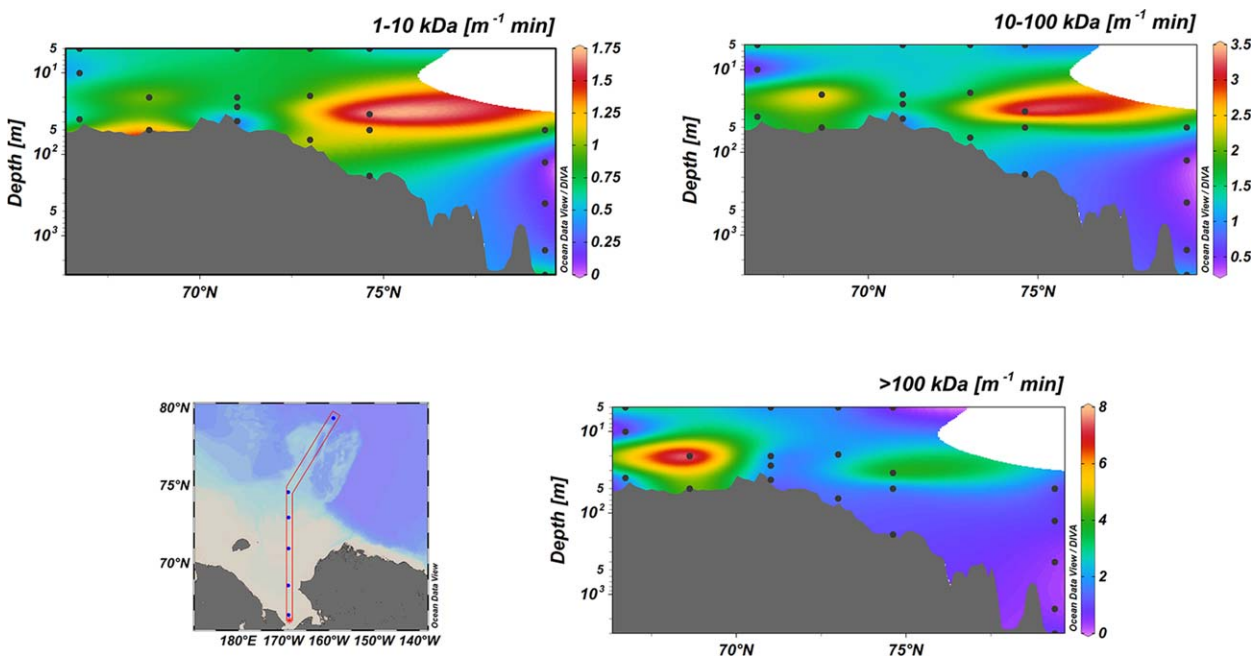 1-10 kDa [m⁻¹ min]
5
10¹
5
10²
5
10³
Depth [m]
70°N
75°N
1.75
1.5
1.25
1
0.75
0.5
0.25
0
Ocean Data View / DIVA
10-100 kDa [m⁻¹ min]
5
10¹
5
10²
5
10³
Depth [m]
70°N
75°N
3.5
3
2.5
2
1.5
1
0.5
Ocean Data View / DIVA
80°N
75°N
70°N
180°E 170°W 160°W 150°W 140°W
Ocean Data View
>100 kDa [m⁻¹ min]
5
10¹
5
10²
5
10³
Depth [m]
70°N
75°N
8
6
4
2
0
Ocean Data View / DIVA